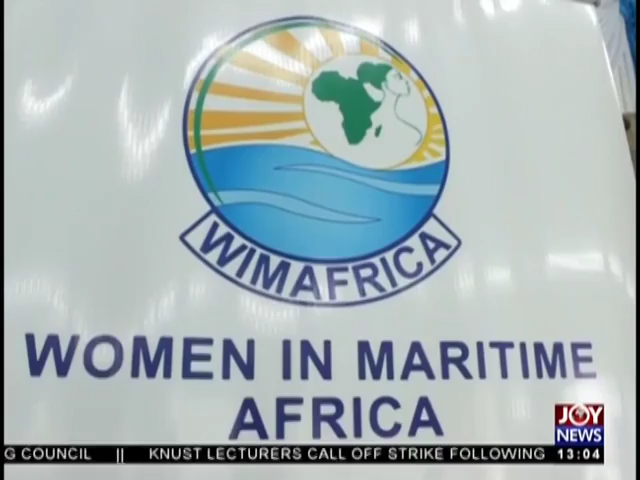 WIMAFRICA
WOMEN IN MARITIME
AFRICA
JOY
NEWS
G COUNCIL || KNUST LECTURERS CALL OFF STRIKE FOLLOWING
13:04